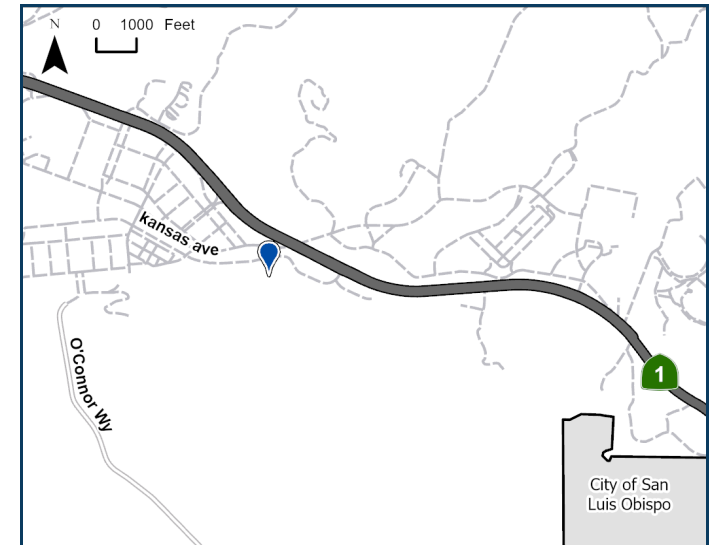 N
0 1000 Feet
kansas ave
O'Connor Wy
1
City of San
Luis Obispo